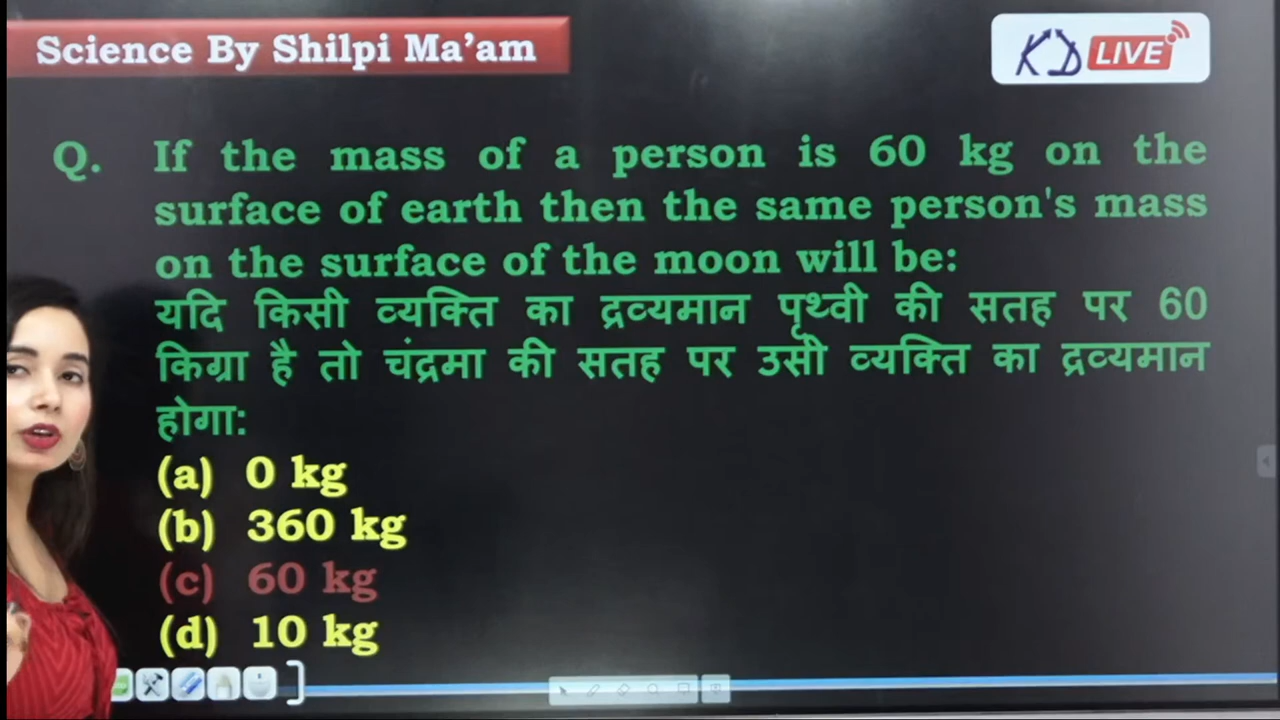 Science By Shilpi Ma’am
KD LIVE
Q. If the mass of a person is 60 kg on the
surface of earth then the same person's mass
on the surface of the moon will be:
यदि किसी व्यक्ति का द्रव्यमान पृथ्वी की सतह पर 60
किग्रा है तो चंद्रमा की सतह पर उसी व्यक्ति का द्रव्यमान
होगा:
(a) 0 kg
(b) 360 kg
(c) 60 kg
(d) 10 kg